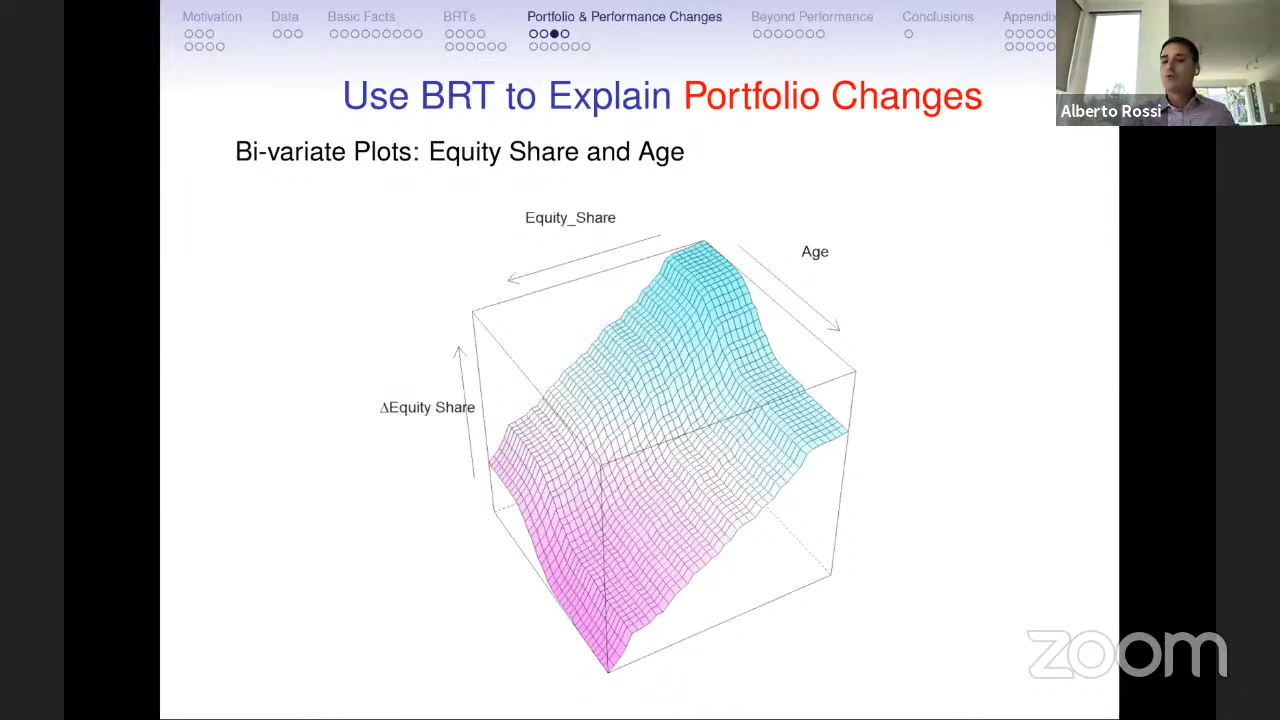 Motivation Data Basic Facts BRTs Portfolio & Performance Changes Beyond Performance Conclusions Appendix
Use BRT to Explain Portfolio Changes
Alberto Rossi
Bi-variate Plots: Equity Share and Age
Equity_Share
Age
ΔEquity Share
zoom